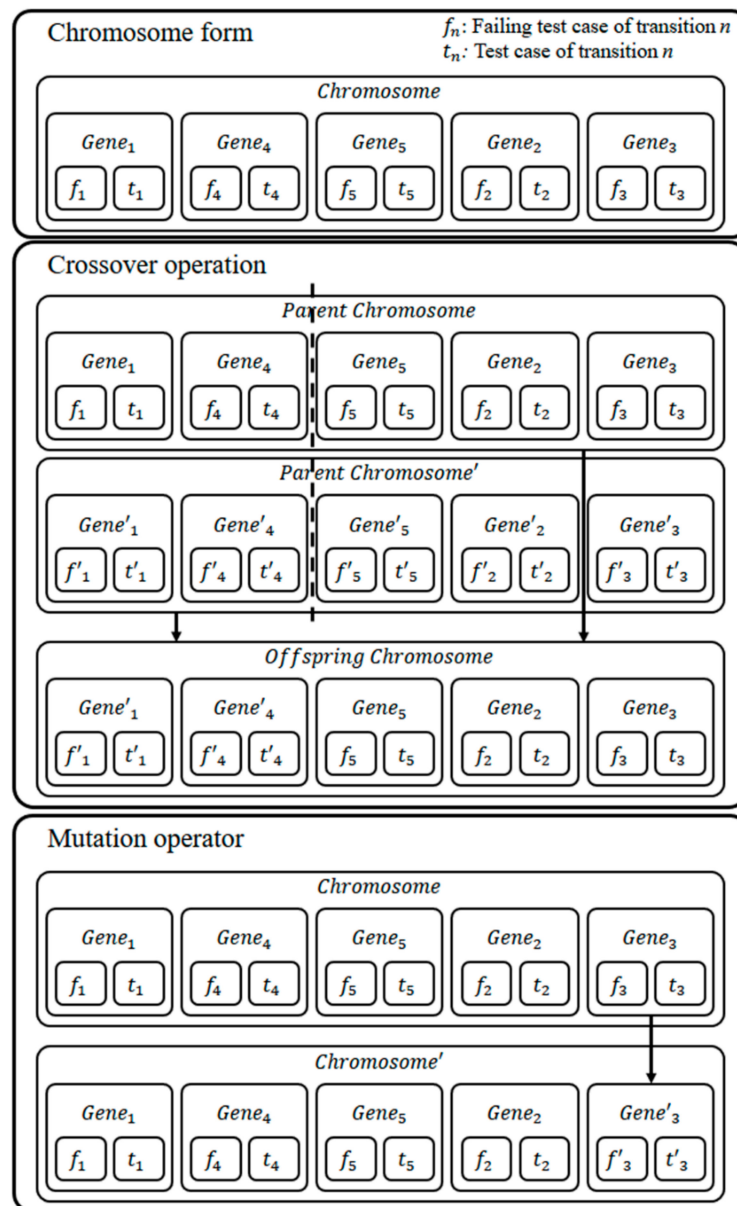 Chromosome form
fₙ: Failing test case of transition n
tₙ: Test case of transition n
Chromosome
Gene₁ Gene₄ Gene₅ Gene₂ Gene₃
f₁ t₁ f₄ t₄ f₅ t₅ f₂ t₂ f₃ t₃
Crossover operation
Parent Chromosome
Gene₁ Gene₄ Gene₅ Gene₂ Gene₃
f₁ t₁ f₄ t₄ f₅ t₅ f₂ t₂ f₃ t₃
Parent Chromosome′
Gene′₁ Gene′₄ Gene′₅ Gene′₂ Gene′₃
f′₁ t′₁ f′₄ t′₄ f′₅ t′₅ f′₂ t′₂ f′₃ t′₃
Offspring Chromosome
Gene′₁ Gene′₄ Gene₅ Gene₂ Gene₃
f′₁ t′₁ f′₄ t′₄ f₅ t₅ f₂ t₂ f₃ t₃
Mutation operator
Chromosome
Gene₁ Gene₄ Gene₅ Gene₂ Gene₃
f₁ t₁ f₄ t₄ f₅ t₅ f₂ t₂ f₃ t₃
Chromosome′
Gene₁ Gene₄ Gene₅ Gene₂ Gene′₃
f₁ t₁ f₄ t₄ f₅ t₅ f₂ t₂ f′₃ t′₃